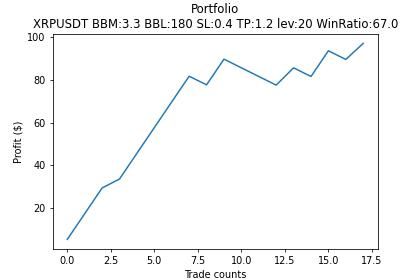 Portfolio
XRPUSDT BBM:3.3 BBL:180 SL:0.4 TP:1.2 lev:20 WinRatio:67.0
100
80
60
40
20
Profit ($)
0.0 2.5 5.0 7.5 10.0 12.5 15.0 17.5
Trade counts